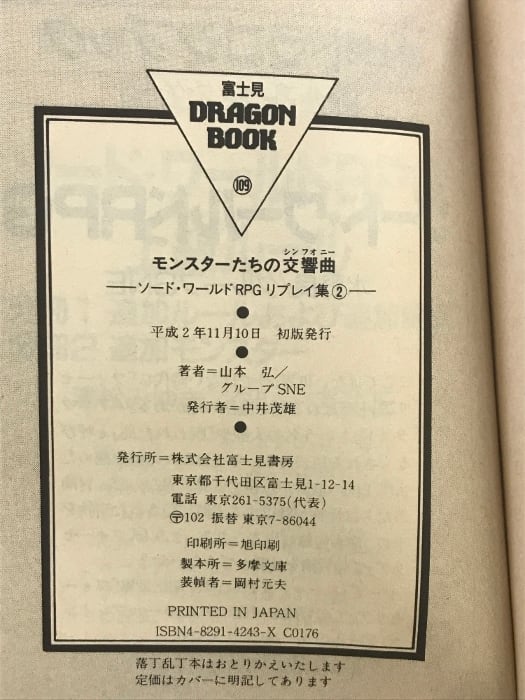 富士見
DRAGON
BOOK
109
シンフォニー
モンスターたちの交響曲
──ソード・ワールドRPGリプレイ集②──
●
平成2年11月10日　初版発行
●
著者=山本　弘／
グループSNE
発行者=中井茂雄
●
発行所=株式会社富士見書房
東京都千代田区富士見1-12-14
電話 東京261-5375(代表)
〶102 振替 東京7-86044
印刷所=旭印刷
製本所=多摩文庫
装幀者=岡村元夫
PRINTED IN JAPAN
ISBN4-8291-4243-X C0176
落丁乱丁本はおとりかえいたします
定価はカバーに明記してあります